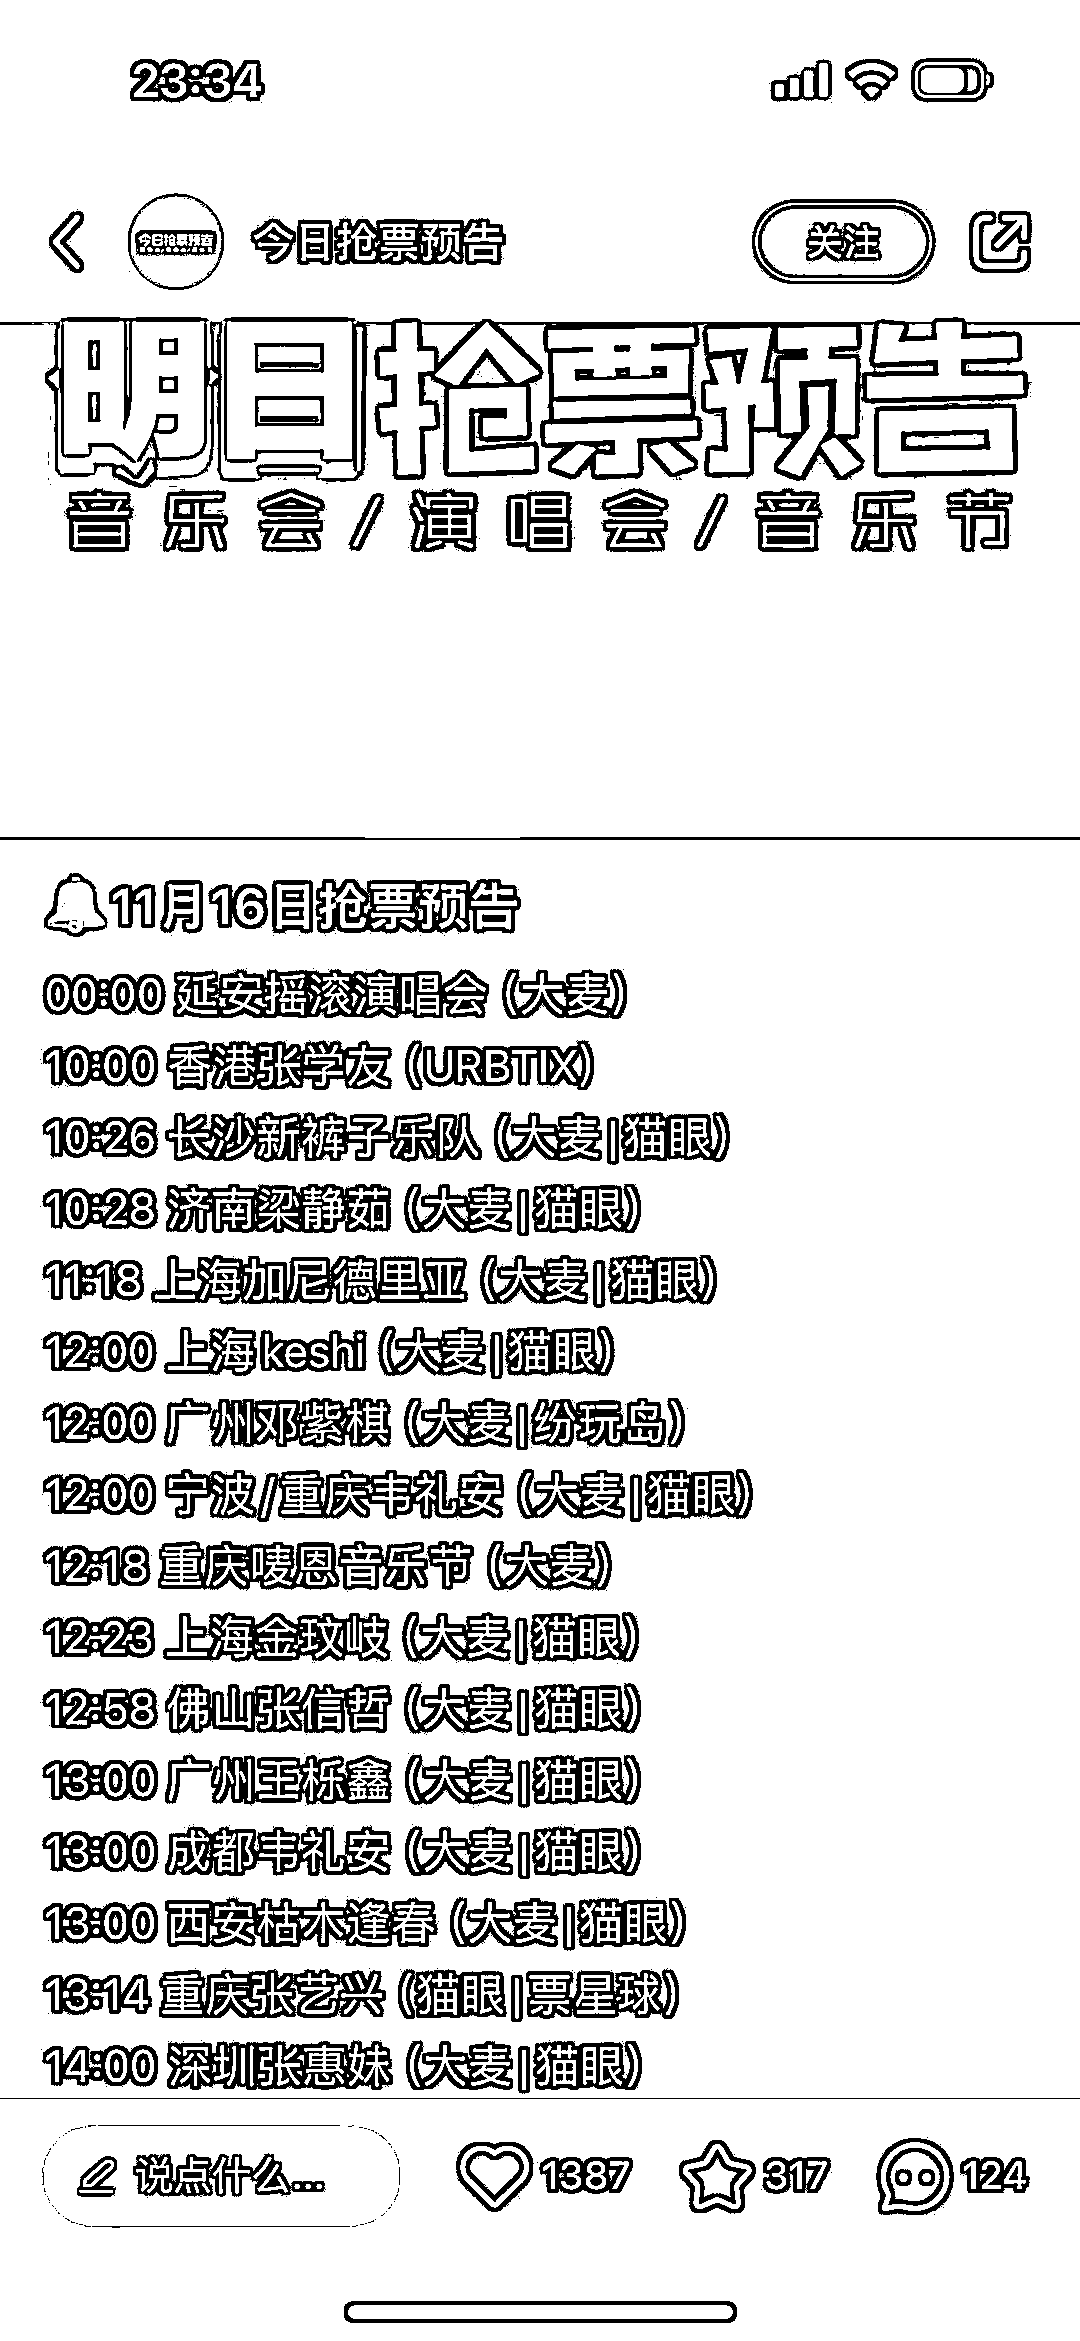 23:34
今日抢票预告
今日抢票预告
关注
明日抢票预告
音乐会/演唱会/音乐节
11月16日抢票预告
00:00 延安摇滚演唱会（大麦）
10:00 香港张学友（URBTIX）
10:26 长沙新裤子乐队（大麦|猫眼）
10:28 济南梁静茹（大麦|猫眼）
11:18 上海加尼德里亚（大麦|猫眼）
12:00 上海keshi（大麦|猫眼）
12:00 广州邓紫棋（大麦|纷玩岛）
12:00 宁波/重庆韦礼安（大麦|猫眼）
12:18 重庆唛恩音乐节（大麦）
12:23 上海金玟岐（大麦|猫眼）
12:58 佛山张信哲（大麦|猫眼）
13:00 广州王栎鑫（大麦|猫眼）
13:00 成都韦礼安（大麦|猫眼）
13:00 西安枯木逢春（大麦|猫眼）
13:14 重庆张艺兴（猫眼|票星球）
14:00 深圳张惠妹（大麦|猫眼）
说点什么... 1387 317 124